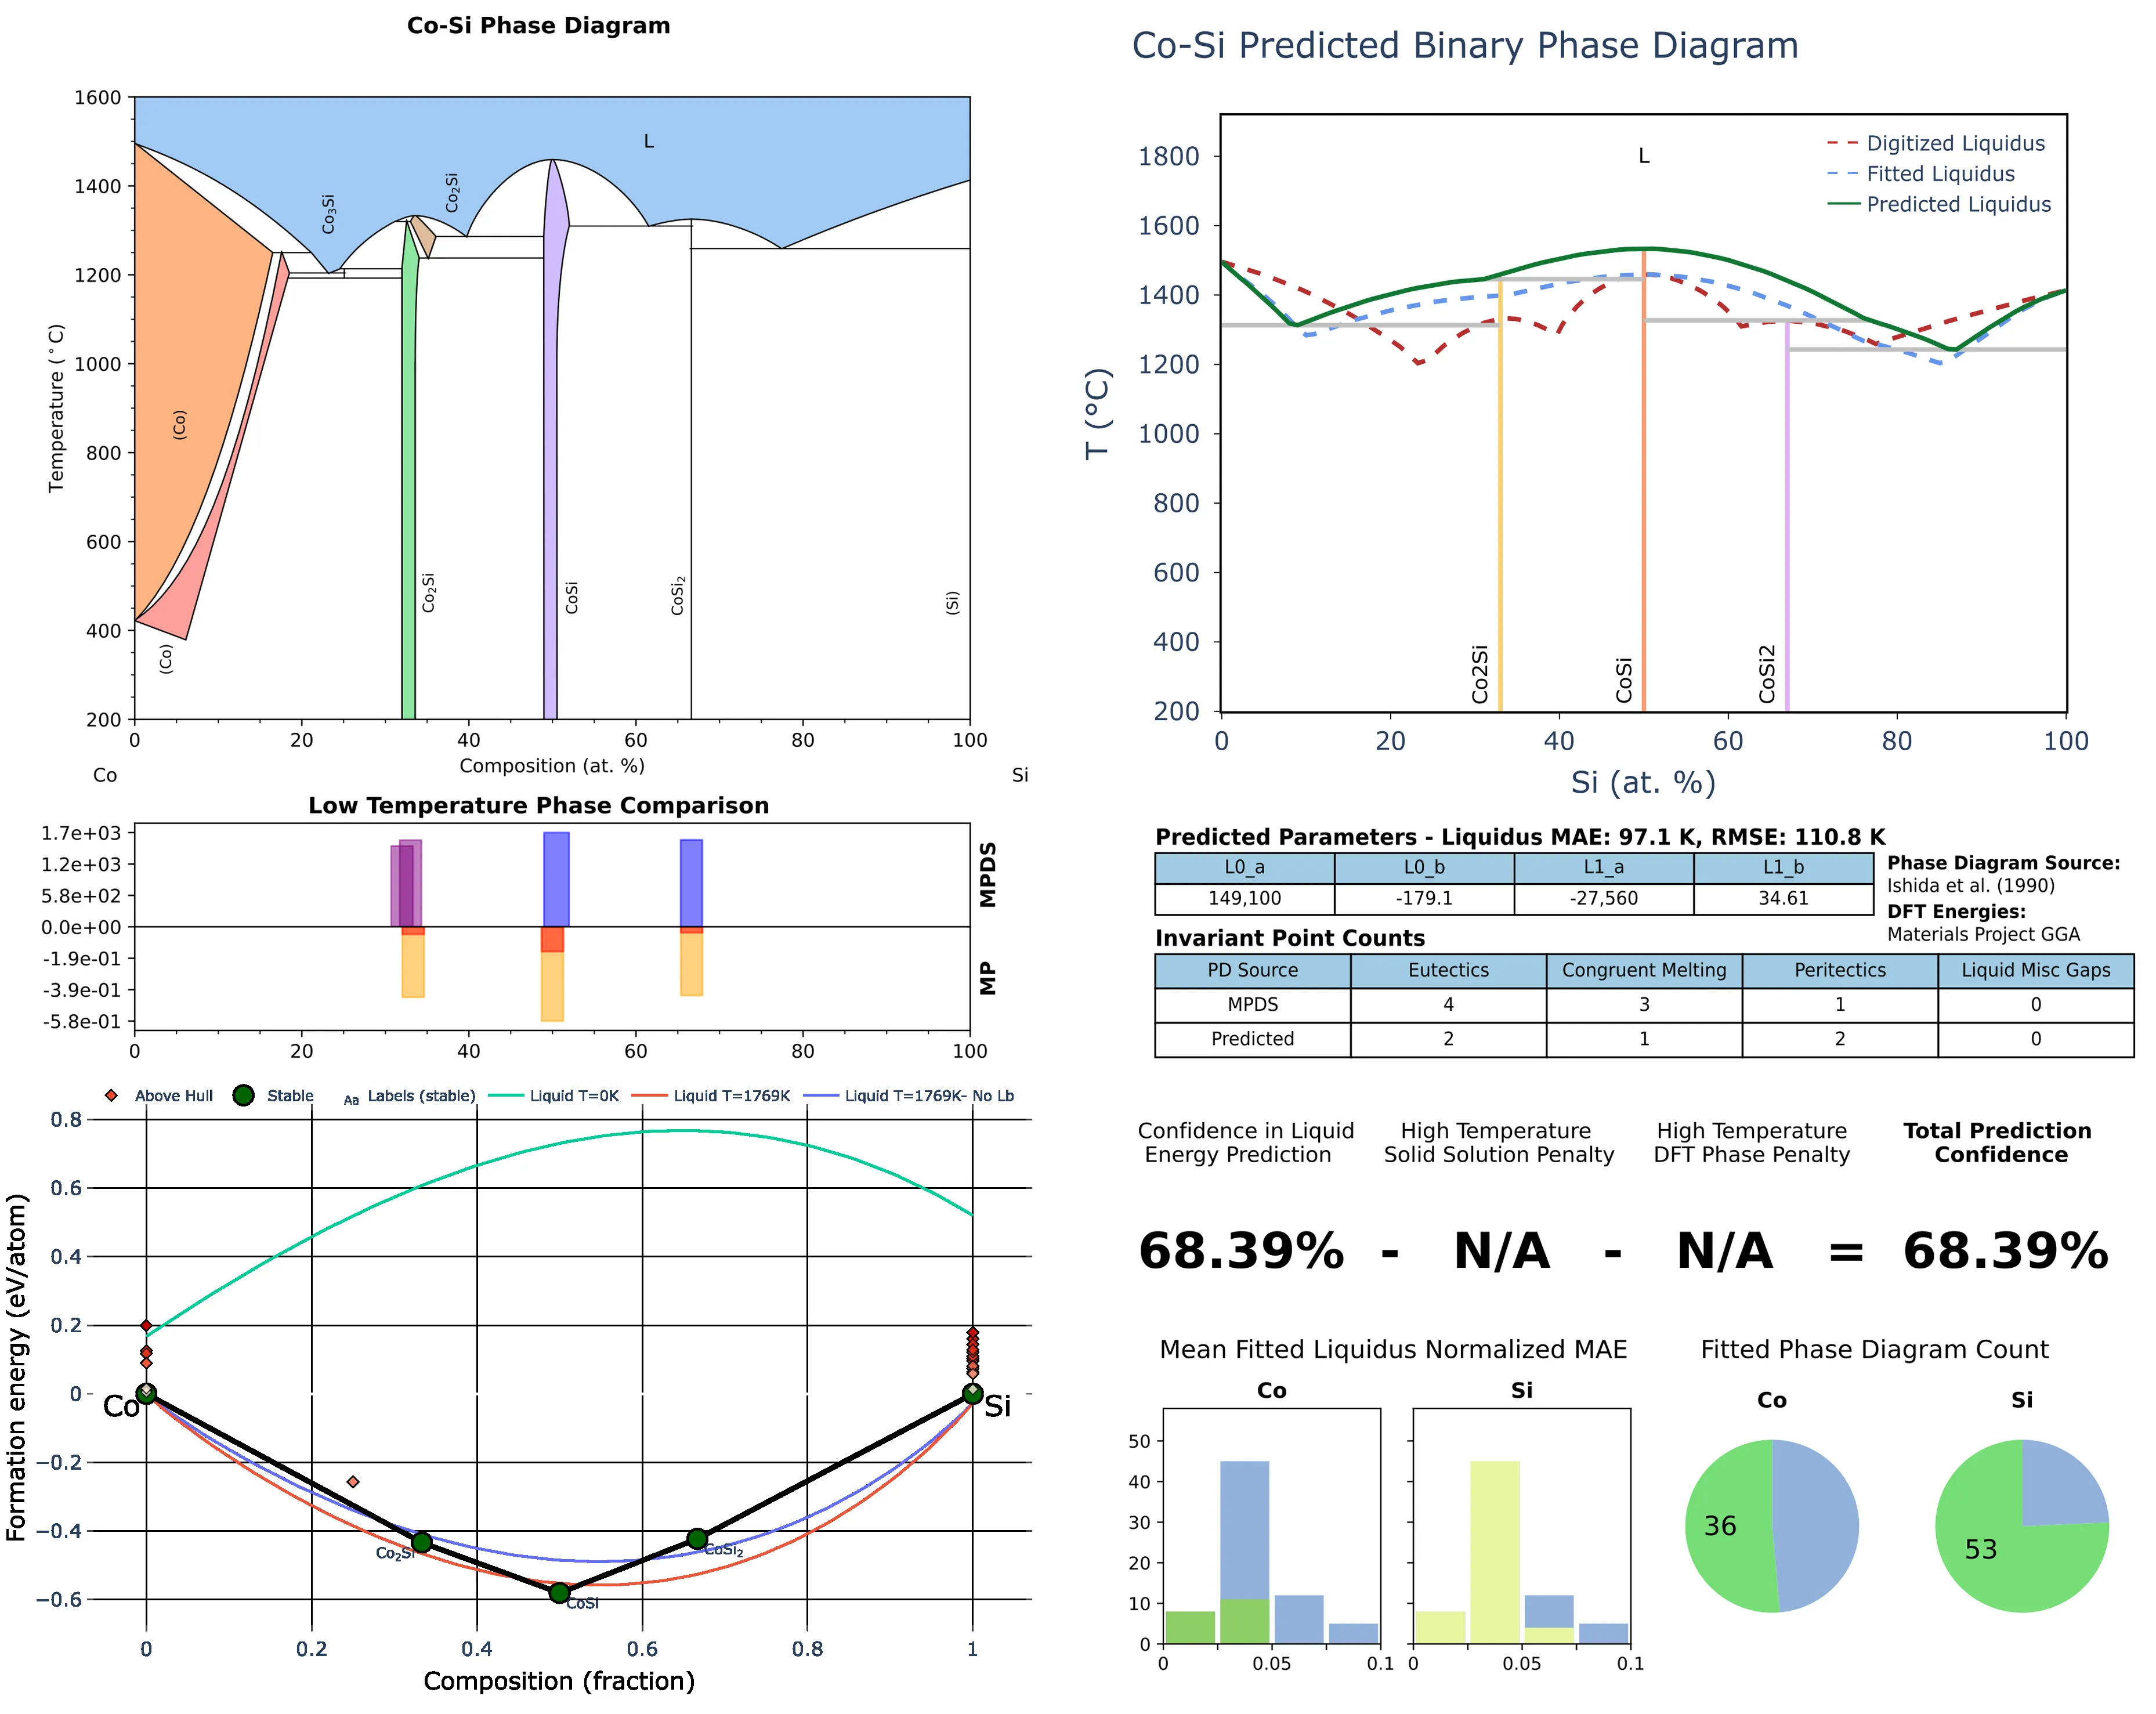 Co-Si Phase Diagram
1600
1400
1200
1000
800
600
400
200
Temperature (°C)
L
Co₃Si
Co₂Si
(Co)
(Co)
Co₂Si
CoSi
CoSi₂
(Si)
0 20 40 60 80 100
Composition (at. %)
Co Si
Low Temperature Phase Comparison
1.7e+03
1.2e+03
5.8e+02
0.0e+00
-1.9e-01
-3.9e-01
-5.8e-01
MPDS
MP
0 20 40 60 80 100
Above Hull Stable Aa Labels (stable) Liquid T=0K Liquid T=1769K Liquid T=1769K- No Lb
0.8
0.6
0.4
0.2
0
−0.2
−0.4
−0.6
Formation energy (eV/atom)
Co
Si
Co₂Si
CoSi
CoSi₂
0 0.2 0.4 0.6 0.8 1
Composition (fraction)
Co-Si Predicted Binary Phase Diagram
L
Digitized Liquidus
Fitted Liquidus
Predicted Liquidus
1800
1600
1400
1200
1000
800
600
400
200
T (°C)
Co2Si
CoSi
CoSi2
0 20 40 60 80 100
Si (at. %)
Predicted Parameters - Liquidus MAE: 97.1 K, RMSE: 110.8 K
L0_a L0_b L1_a L1_b
149,100 -179.1 -27,560 34.61
Phase Diagram Source:
Ishida et al. (1990)
DFT Energies:
Materials Project GGA
Invariant Point Counts
PD Source Eutectics Congruent Melting Peritectics Liquid Misc Gaps
MPDS 4 3 1 0
Predicted 2 1 2 0
Confidence in Liquid
Energy Prediction
High Temperature
Solid Solution Penalty
High Temperature
DFT Phase Penalty
Total Prediction
Confidence
68.39% - N/A - N/A = 68.39%
Mean Fitted Liquidus Normalized MAE
Co
Si
50
40
30
20
10
0
0 0.05 0.1
0 0.05 0.1
Fitted Phase Diagram Count
Co
Si
36
53